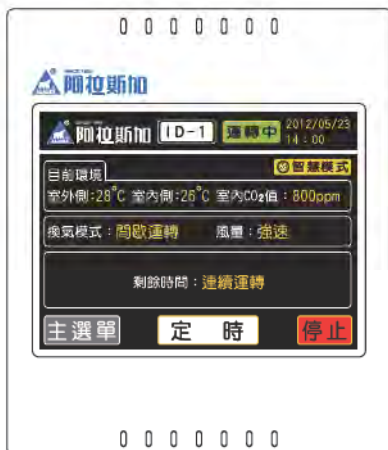 阿拉斯加
阿拉斯加 ID-1 運轉中 2012/05/23
14:00
目前環境 智慧模式
室外側:28°C 室內側:26°C 室內CO₂值:800ppm
換氣模式:間歇運轉 風量:強速
剩餘時間:連續運轉
主選單 定 時 停止